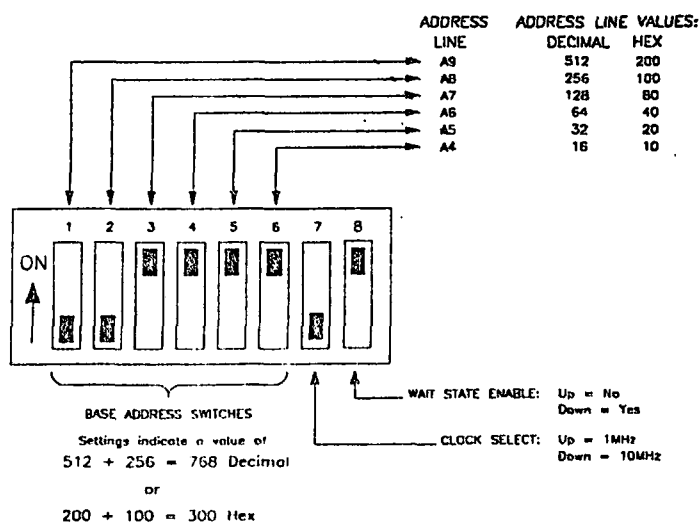 ADDRESS ADDRESS LINE VALUES:
LINE DECIMAL HEX
A9 512 200
A8 256 100
A7 128 80
A6 64 40
A5 32 20
A4 16 10
1 2 3 4 5 6 7 8
ON
WAIT STATE ENABLE: Up = No
Down = Yes
BASE ADDRESS SWITCHES
CLOCK SELECT: Up = 1MHz
Down = 10MHz
Settings indicate a value of
512 + 256 = 768 Decimal
or
200 + 100 = 300 Hex